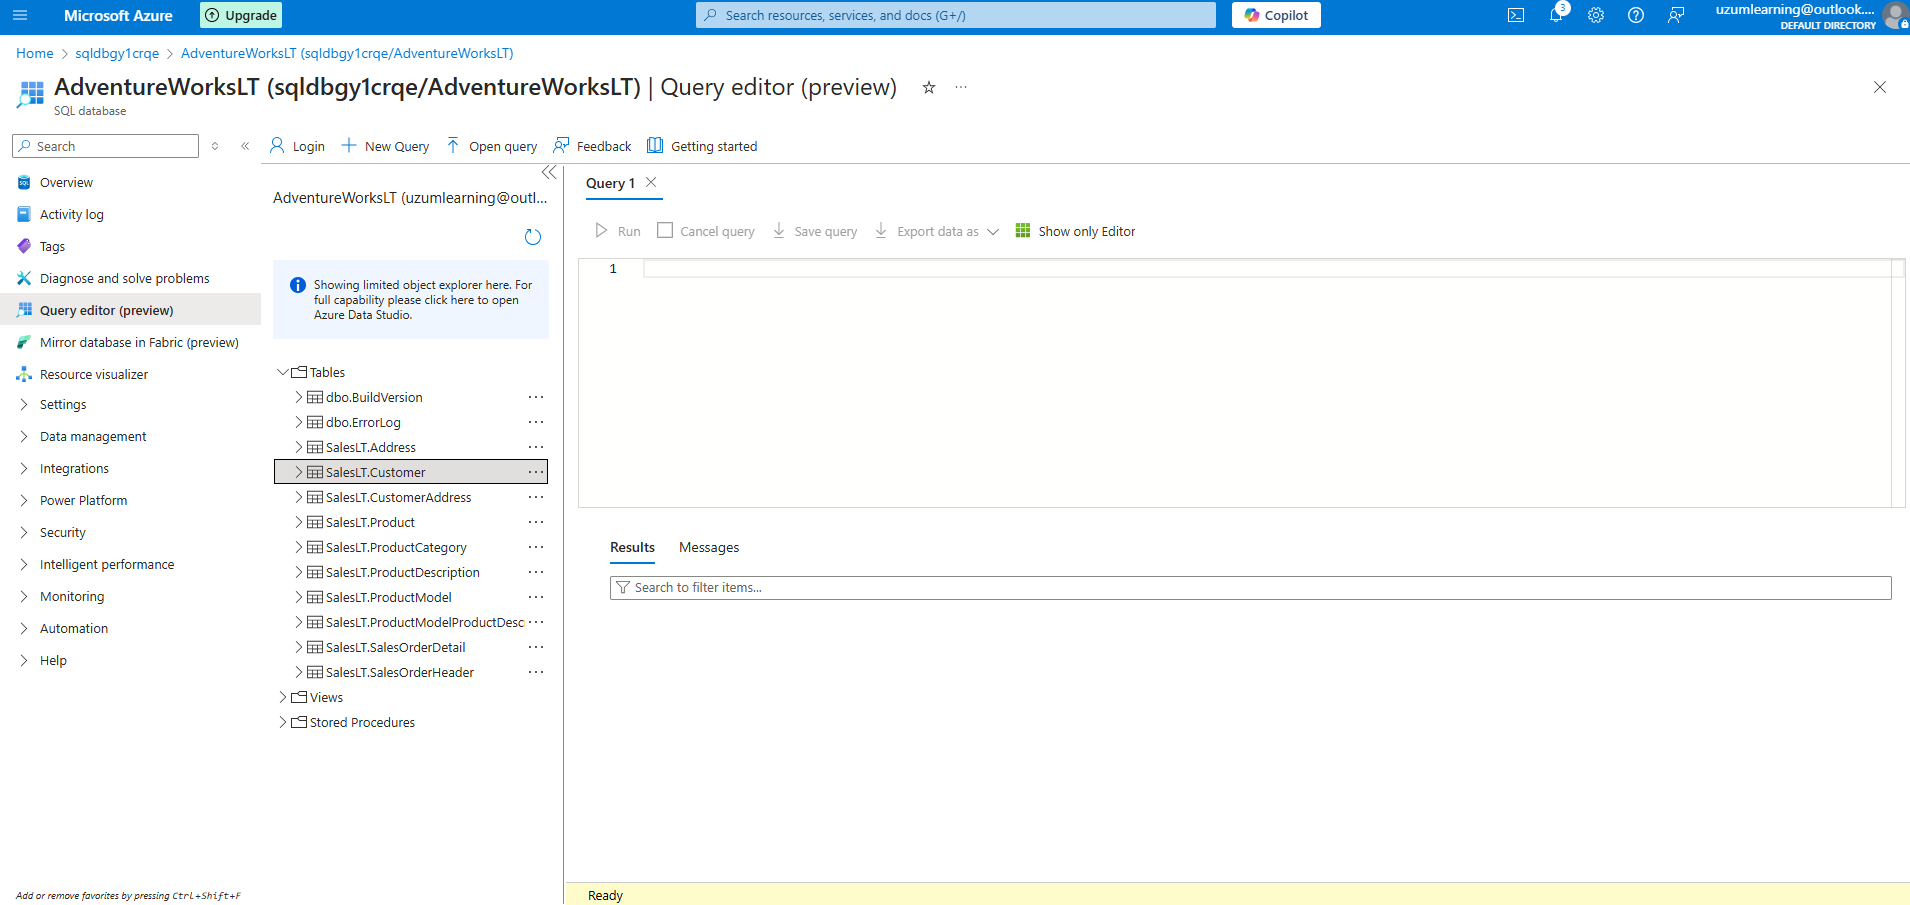 Microsoft Azure
Upgrade
Search resources, services, and docs (G+/)
Copilot
3
uzumlearning@outlook....
DEFAULT DIRECTORY
Home > sqldbgy1crqe > AdventureWorksLT (sqldbgy1crqe/AdventureWorksLT)
AdventureWorksLT (sqldbgy1crqe/AdventureWorksLT) | Query editor (preview)
SQL database
Search
Login
New Query
Open query
Feedback
Getting started
Overview
Activity log
Tags
Diagnose and solve problems
Query editor (preview)
Mirror database in Fabric (preview)
Resource visualizer
Settings
Data management
Integrations
Power Platform
Security
Intelligent performance
Monitoring
Automation
Help
Add or remove favorites by pressing Ctrl+Shift+F
AdventureWorksLT (uzumlearning@outl...
Showing limited object explorer here. For
full capability please click here to open
Azure Data Studio.
Tables
dbo.BuildVersion
dbo.ErrorLog
SalesLT.Address
SalesLT.Customer
SalesLT.CustomerAddress
SalesLT.Product
SalesLT.ProductCategory
SalesLT.ProductDescription
SalesLT.ProductModel
SalesLT.ProductModelProductDesc
SalesLT.SalesOrderDetail
SalesLT.SalesOrderHeader
Views
Stored Procedures
Query 1
Run
Cancel query
Save query
Export data as
Show only Editor
1
Results
Messages
Search to filter items...
Ready